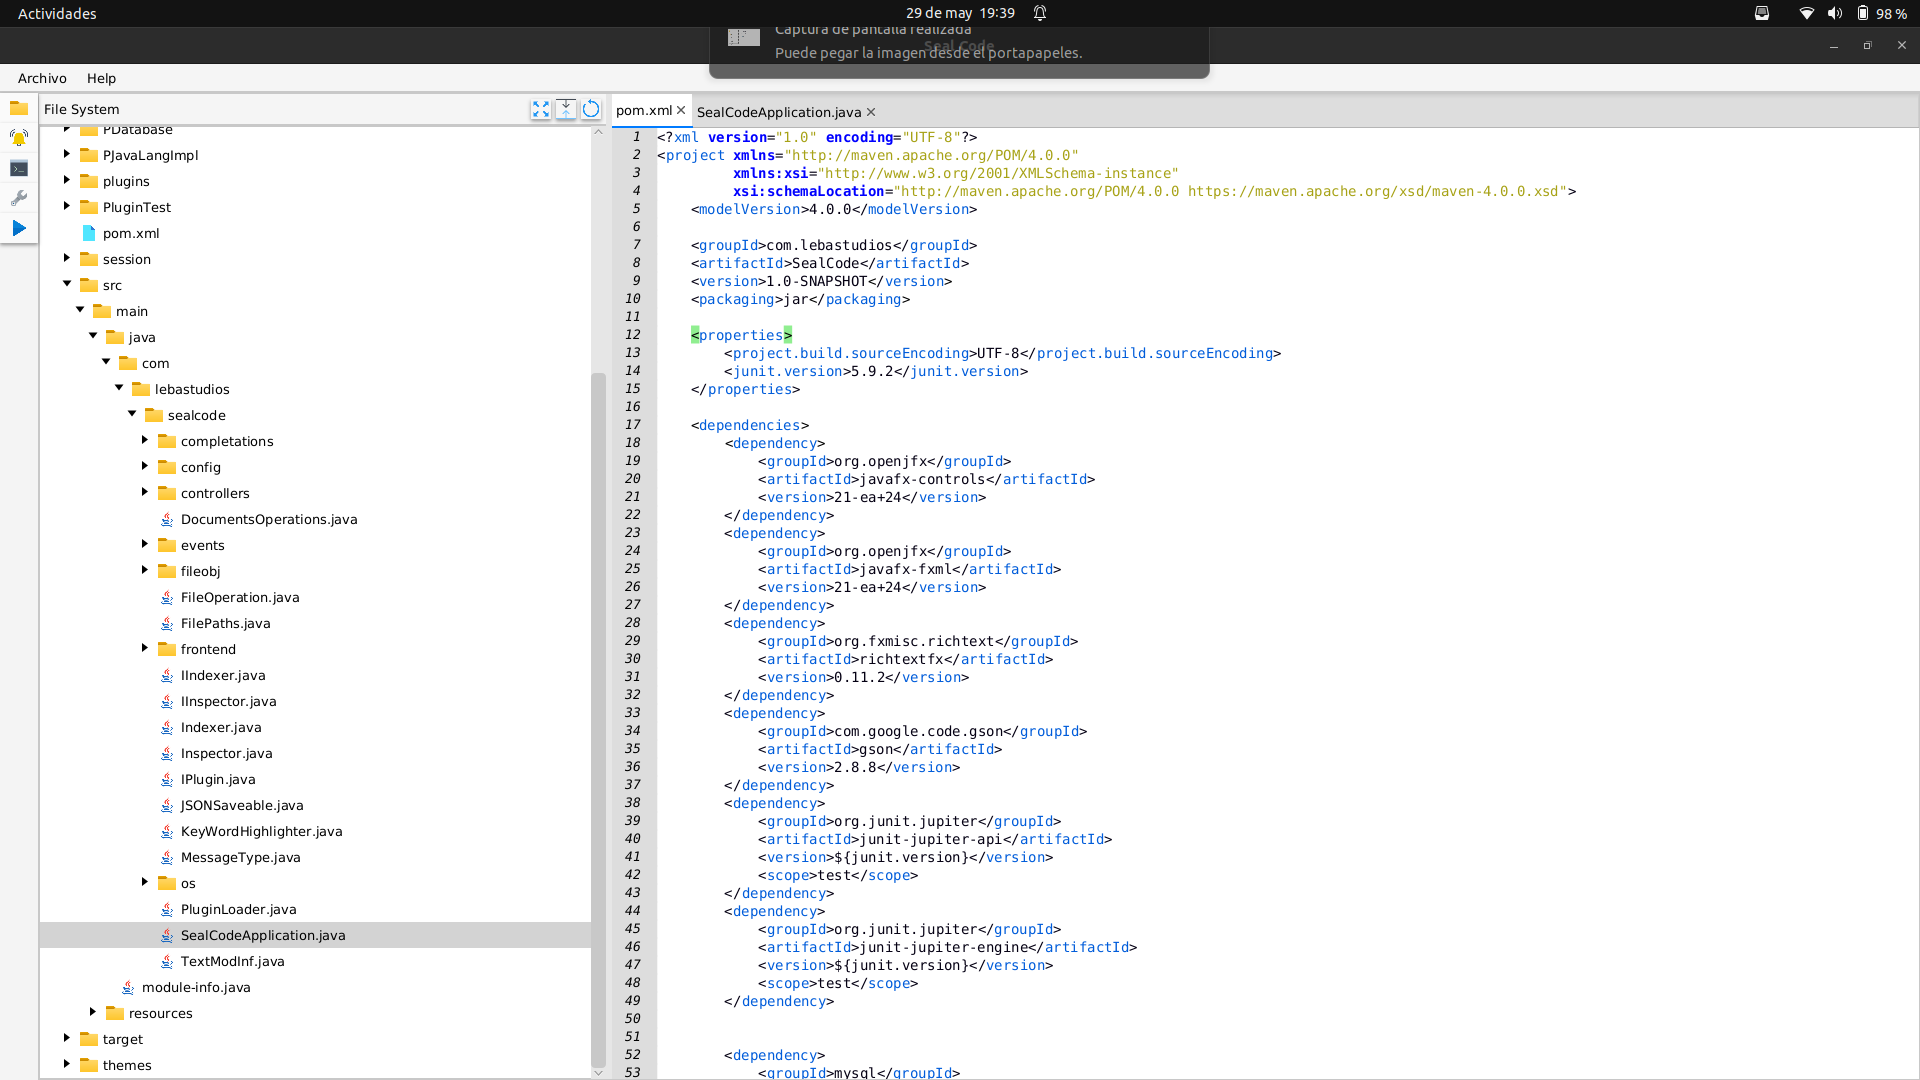 Actividades
29 de may 19:39
98 %
Captura de pantalla realizada
Seal Code
Puede pegar la imagen desde el portapapeles.
Archivo Help
File System
PDatabase
PJavaLangImpl
plugins
PluginTest
pom.xml
session
src
main
java
com
lebastudios
sealcode
completations
config
controllers
DocumentsOperations.java
events
fileobj
FileOperation.java
FilePaths.java
frontend
IIndexer.java
IInspector.java
Indexer.java
Inspector.java
IPlugin.java
JSONSaveable.java
KeyWordHighlighter.java
MessageType.java
os
PluginLoader.java
SealCodeApplication.java
TextModInf.java
module-info.java
resources
target
themes
pom.xml SealCodeApplication.java
1 <?xml version="1.0" encoding="UTF-8"?>
2 <project xmlns="http://maven.apache.org/POM/4.0.0"
3 xmlns:xsi="http://www.w3.org/2001/XMLSchema-instance"
4 xsi:schemaLocation="http://maven.apache.org/POM/4.0.0 https://maven.apache.org/xsd/maven-4.0.0.xsd">
5 <modelVersion>4.0.0</modelVersion>
6
7 <groupId>com.lebastudios</groupId>
8 <artifactId>SealCode</artifactId>
9 <version>1.0-SNAPSHOT</version>
10 <packaging>jar</packaging>
11
12 <properties>
13 <project.build.sourceEncoding>UTF-8</project.build.sourceEncoding>
14 <junit.version>5.9.2</junit.version>
15 </properties>
16
17 <dependencies>
18 <dependency>
19 <groupId>org.openjfx</groupId>
20 <artifactId>javafx-controls</artifactId>
21 <version>21-ea+24</version>
22 </dependency>
23 <dependency>
24 <groupId>org.openjfx</groupId>
25 <artifactId>javafx-fxml</artifactId>
26 <version>21-ea+24</version>
27 </dependency>
28 <dependency>
29 <groupId>org.fxmisc.richtext</groupId>
30 <artifactId>richtextfx</artifactId>
31 <version>0.11.2</version>
32 </dependency>
33 <dependency>
34 <groupId>com.google.code.gson</groupId>
35 <artifactId>gson</artifactId>
36 <version>2.8.8</version>
37 </dependency>
38 <dependency>
39 <groupId>org.junit.jupiter</groupId>
40 <artifactId>junit-jupiter-api</artifactId>
41 <version>${junit.version}</version>
42 <scope>test</scope>
43 </dependency>
44 <dependency>
45 <groupId>org.junit.jupiter</groupId>
46 <artifactId>junit-jupiter-engine</artifactId>
47 <version>${junit.version}</version>
48 <scope>test</scope>
49 </dependency>
50
51
52 <dependency>
53 <groupId>mysql</groupId>